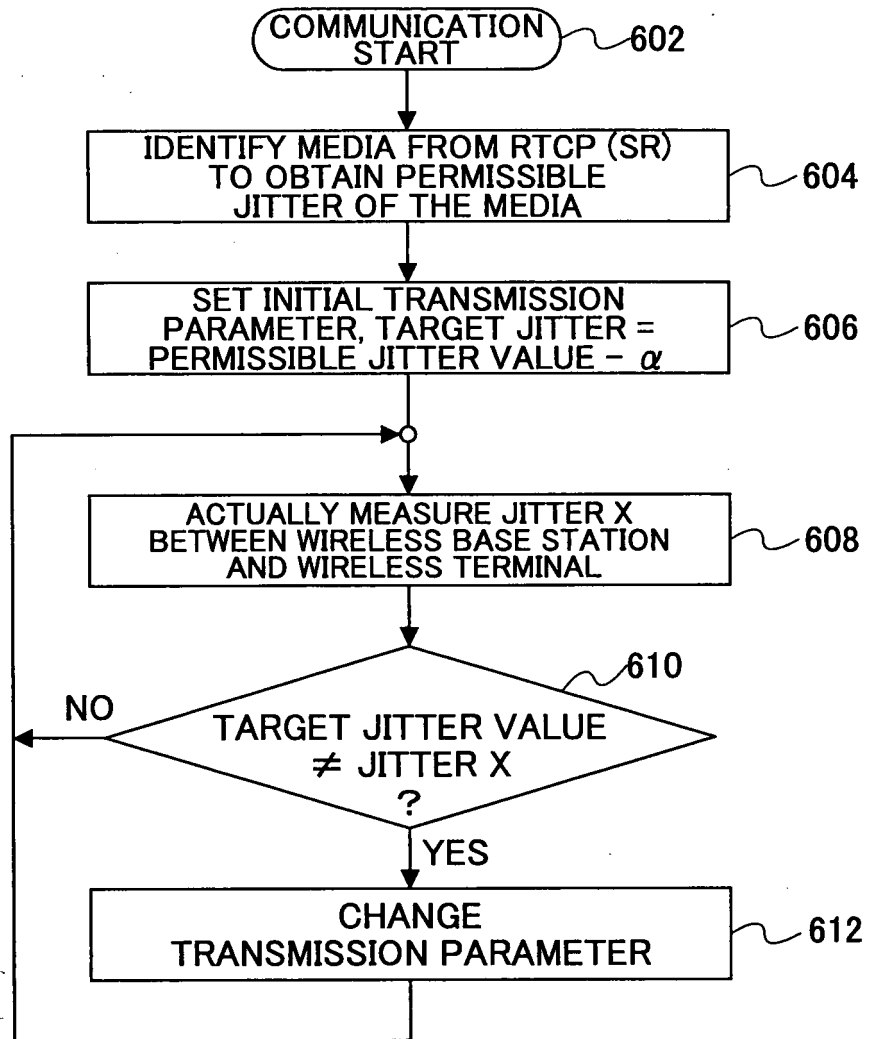 COMMUNICATION
START
602
IDENTIFY MEDIA FROM RTCP (SR)
TO OBTAIN PERMISSIBLE
JITTER OF THE MEDIA
604
SET INITIAL TRANSMISSION
PARAMETER, TARGET JITTER =
PERMISSIBLE JITTER VALUE - α
606
ACTUALLY MEASURE JITTER X
BETWEEN WIRELESS BASE STATION
AND WIRELESS TERMINAL
608
610
NO
TARGET JITTER VALUE
≠ JITTER X
?
YES
CHANGE
TRANSMISSION PARAMETER
612